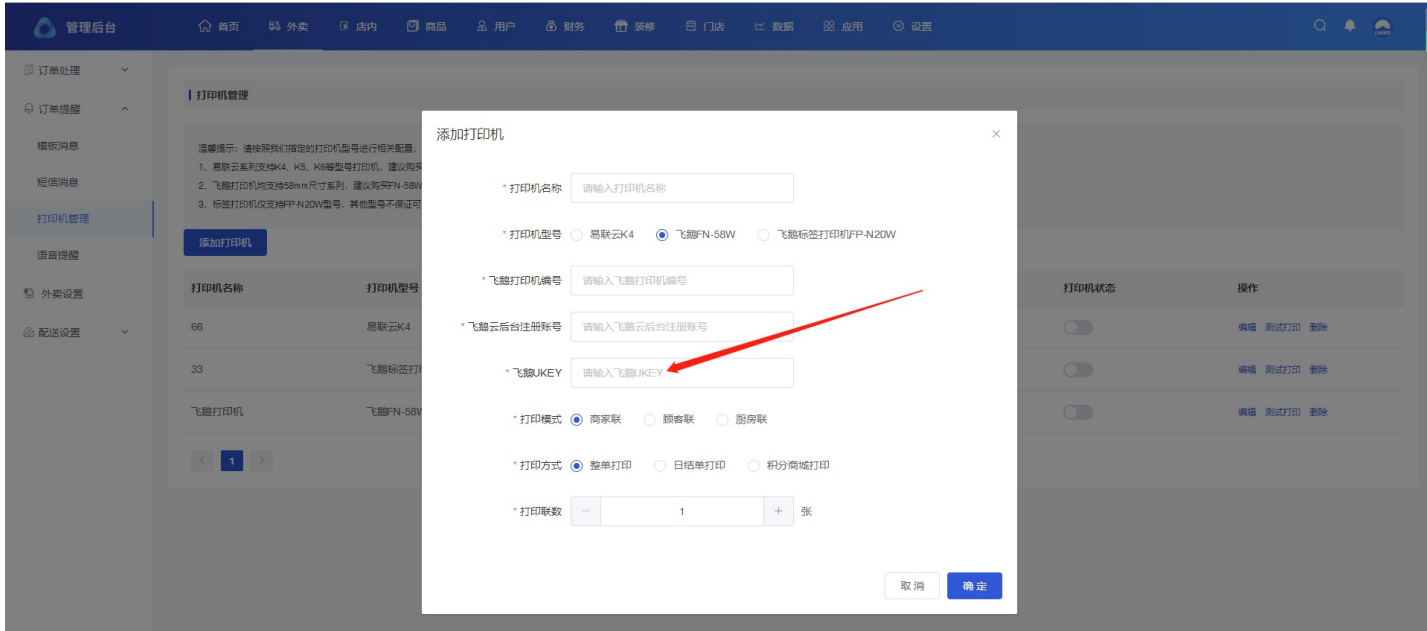 管理后台 首页 外卖 店内 商品 用户 财务 装修 门店 数据 应用 设置
订单处理
订单提醒
模板消息
短信消息
打印机管理
语音提醒
外卖设置
配送设置
打印机管理
温馨提示：请按照我们指定的打印机型号进行相关配置，
1、易联云系列支持K4、K5、K6等型号打印机，建议购买
2、飞鹅打印机均支持58mm尺寸系列，建议购买FN-58W
3、标签打印机仅支持FP-N20W型号，其他型号不保证可
添加打印机
打印机名称 打印机型号 打印机状态 操作
66 易联云K4 编辑 测试打印 删除
33 飞鹅标签打印 编辑 测试打印 删除
飞鹅打印机 飞鹅FN-58W 编辑 测试打印 删除
1
添加打印机
* 打印机名称 请输入打印机名称
* 打印机型号 易联云K4 飞鹅FN-58W 飞鹅标签打印机FP-N20W
* 飞鹅打印机编号 请输入飞鹅打印机编号
* 飞鹅云后台注册账号 请输入飞鹅云后台注册账号
* 飞鹅UKEY 请输入飞鹅UKEY
* 打印模式 商家联 顾客联 厨房联
* 打印方式 整单打印 日结单打印 积分商城打印
* 打印联数 − 1 + 张
取消 确定